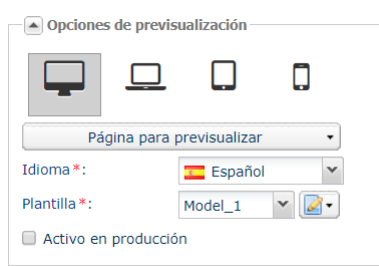 Opciones de previsualización
Página para previsualizar
Idioma*: Español
Plantilla*: Model_1
Activo en producción